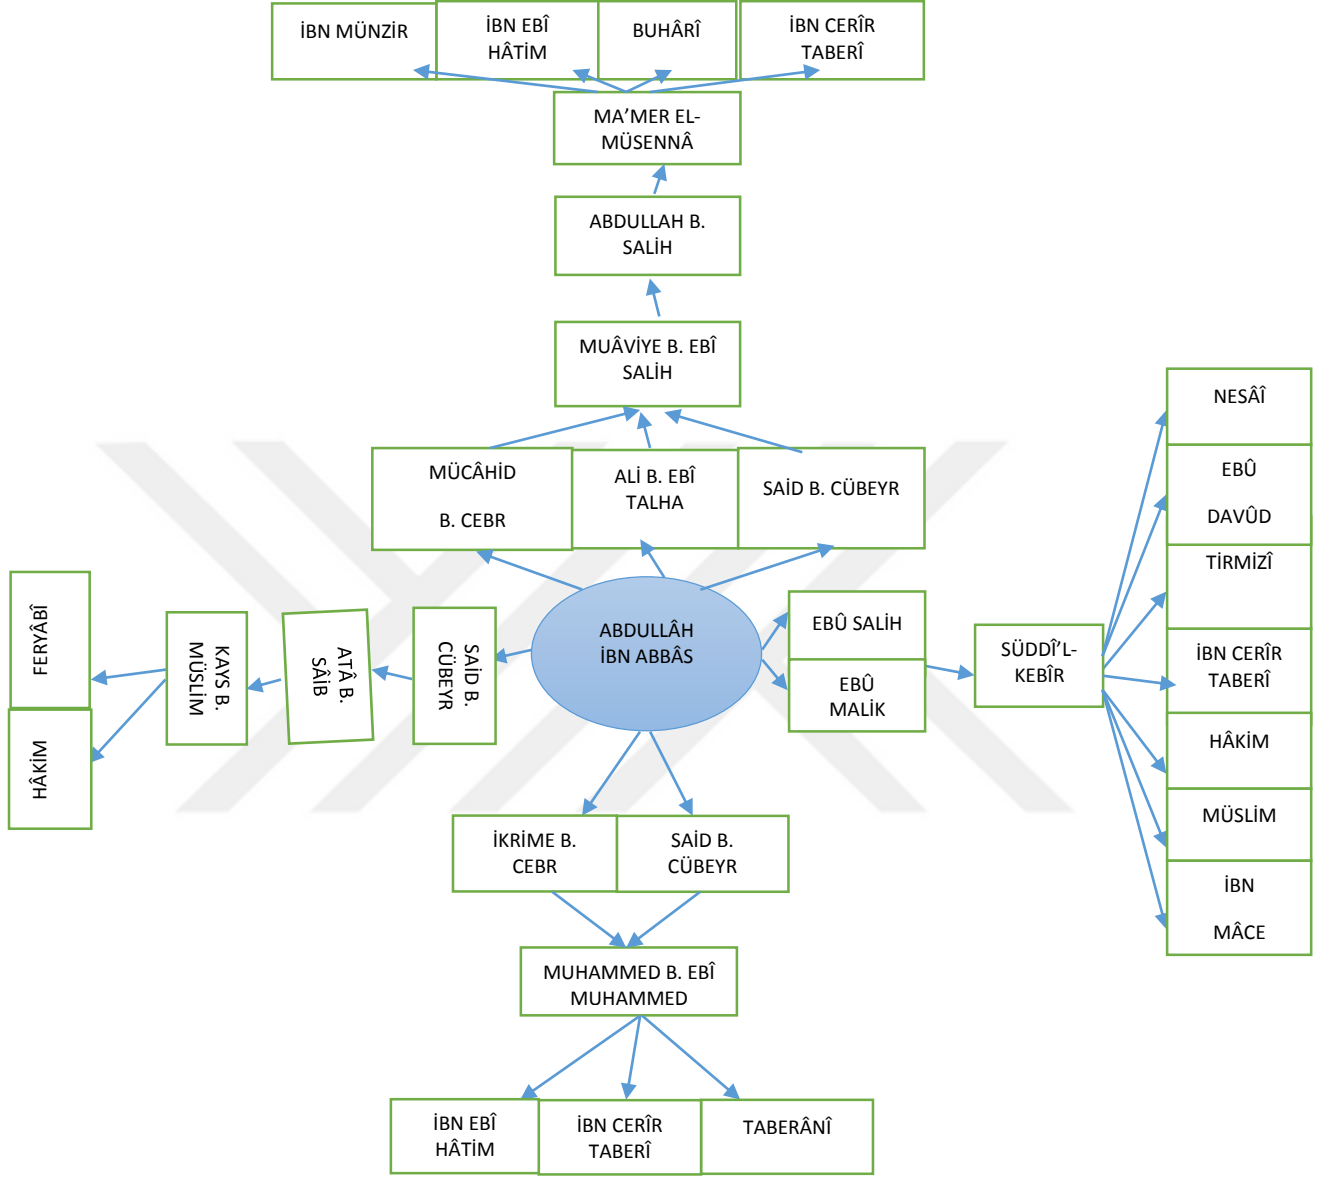 İBN MÜNZİR
İBN EBÎ
HÂTİM
BUHÂRÎ
İBN CERÎR
TABERÎ
MA’MER EL-
MÜSENNÂ
ABDULLAH B.
SALİH
MUÂVİYE B. EBÎ
SALİH
MÜCÂHİD
B. CEBR
ALİ B. EBÎ
TALHA
SAİD B. CÜBEYR
ABDULLÂH
İBN ABBÂS
SAİD B.
CÜBEYR
ATÂ B.
SÂİB
KAYS B.
MÜSLİM
FERYÂBÎ
HÂKİM
EBÛ SALİH
EBÛ
MALİK
SÜDDÎ’L-
KEBÎR
NESÂÎ
EBÛ
DAVÛD
TİRMİZÎ
İBN CERÎR
TABERÎ
HÂKİM
MÜSLİM
İBN
MÂCE
İKRİME B.
CEBR
SAİD B.
CÜBEYR
MUHAMMED B. EBÎ
MUHAMMED
İBN EBÎ
HÂTİM
İBN CERÎR
TABERÎ
TABERÂNÎ